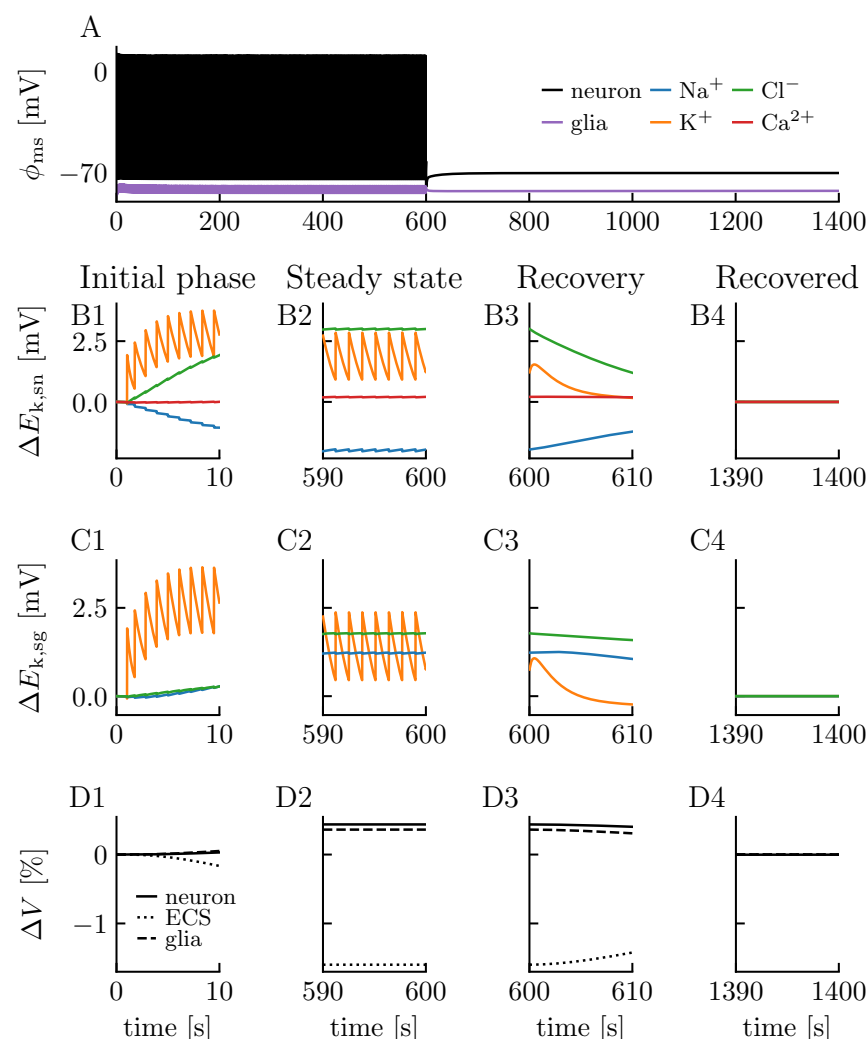 A
ϕms [mV]
0
−70
neuron
Na+
Cl−
glia
K+
Ca2+
0
200
400
600
800
1000
1200
1400
Initial phase
Steady state
Recovery
Recovered
B1
B2
B3
B4
ΔEk,sn [mV]
2.5
0.0
0
10
590
600
600
610
1390
1400
C1
C2
C3
C4
ΔEk,sg [mV]
2.5
0.0
0
10
590
600
600
610
1390
1400
D1
D2
D3
D4
ΔV [%]
0
−1
neuron
ECS
glia
0
10
590
600
600
610
1390
1400
time [s]
time [s]
time [s]
time [s]